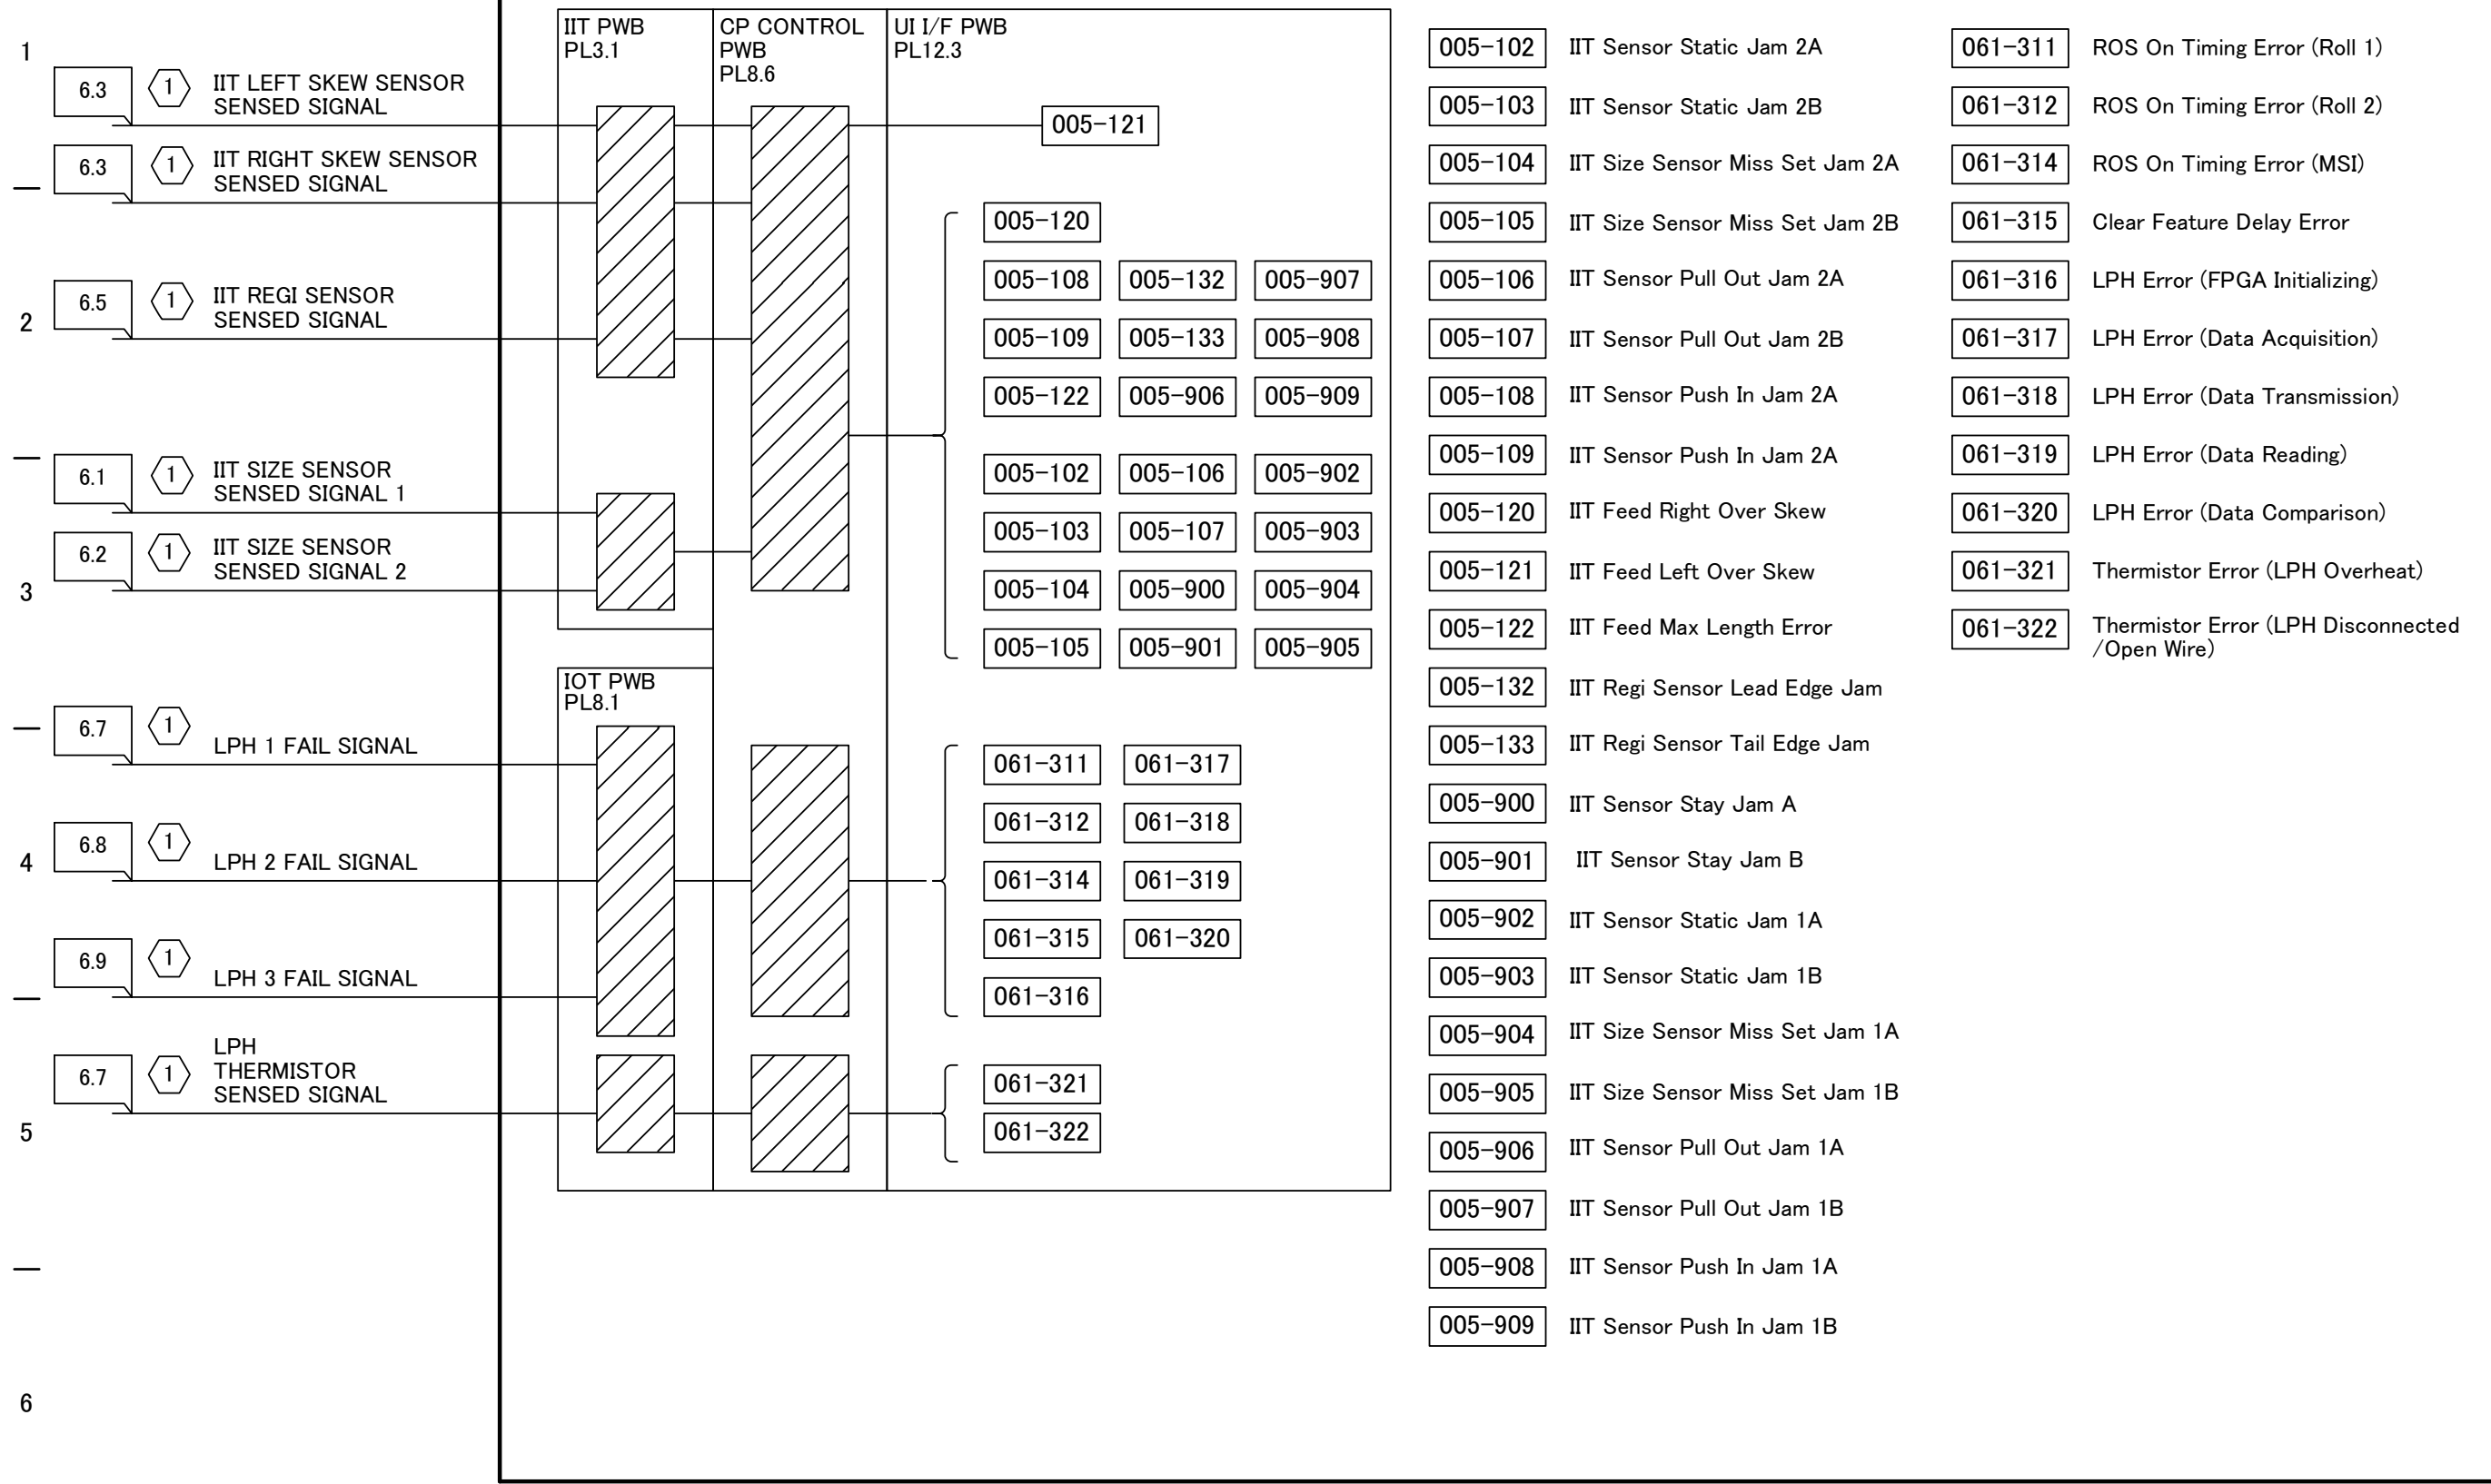 1
2
3
4
5
6
6.3
1
IIT LEFT SKEW SENSOR
SENSED SIGNAL
6.3
1
IIT RIGHT SKEW SENSOR
SENSED SIGNAL
6.5
1
IIT REGI SENSOR
SENSED SIGNAL
6.1
1
IIT SIZE SENSOR
SENSED SIGNAL 1
6.2
1
IIT SIZE SENSOR
SENSED SIGNAL 2
6.7
1
LPH 1 FAIL SIGNAL
6.8
1
LPH 2 FAIL SIGNAL
6.9
1
LPH 3 FAIL SIGNAL
6.7
1
LPH
THERMISTOR
SENSED SIGNAL
IIT PWB
PL3.1
CP CONTROL
PWB
PL8.6
UI I/F PWB
PL12.3
IOT PWB
PL8.1
005-121
005-120
005-108 005-132 005-907
005-109 005-133 005-908
005-122 005-906 005-909
005-102 005-106 005-902
005-103 005-107 005-903
005-104 005-900 005-904
005-105 005-901 005-905
061-311 061-317
061-312 061-318
061-314 061-319
061-315 061-320
061-316
061-321
061-322
005-102 IIT Sensor Static Jam 2A
005-103 IIT Sensor Static Jam 2B
005-104 IIT Size Sensor Miss Set Jam 2A
005-105 IIT Size Sensor Miss Set Jam 2B
005-106 IIT Sensor Pull Out Jam 2A
005-107 IIT Sensor Pull Out Jam 2B
005-108 IIT Sensor Push In Jam 2A
005-109 IIT Sensor Push In Jam 2A
005-120 IIT Feed Right Over Skew
005-121 IIT Feed Left Over Skew
005-122 IIT Feed Max Length Error
005-132 IIT Regi Sensor Lead Edge Jam
005-133 IIT Regi Sensor Tail Edge Jam
005-900 IIT Sensor Stay Jam A
005-901 IIT Sensor Stay Jam B
005-902 IIT Sensor Static Jam 1A
005-903 IIT Sensor Static Jam 1B
005-904 IIT Size Sensor Miss Set Jam 1A
005-905 IIT Size Sensor Miss Set Jam 1B
005-906 IIT Sensor Pull Out Jam 1A
005-907 IIT Sensor Pull Out Jam 1B
005-908 IIT Sensor Push In Jam 1A
005-909 IIT Sensor Push In Jam 1B
061-311 ROS On Timing Error (Roll 1)
061-312 ROS On Timing Error (Roll 2)
061-314 ROS On Timing Error (MSI)
061-315 Clear Feature Delay Error
061-316 LPH Error (FPGA Initializing)
061-317 LPH Error (Data Acquisition)
061-318 LPH Error (Data Transmission)
061-319 LPH Error (Data Reading)
061-320 LPH Error (Data Comparison)
061-321 Thermistor Error (LPH Overheat)
061-322 Thermistor Error (LPH Disconnected
/Open Wire)